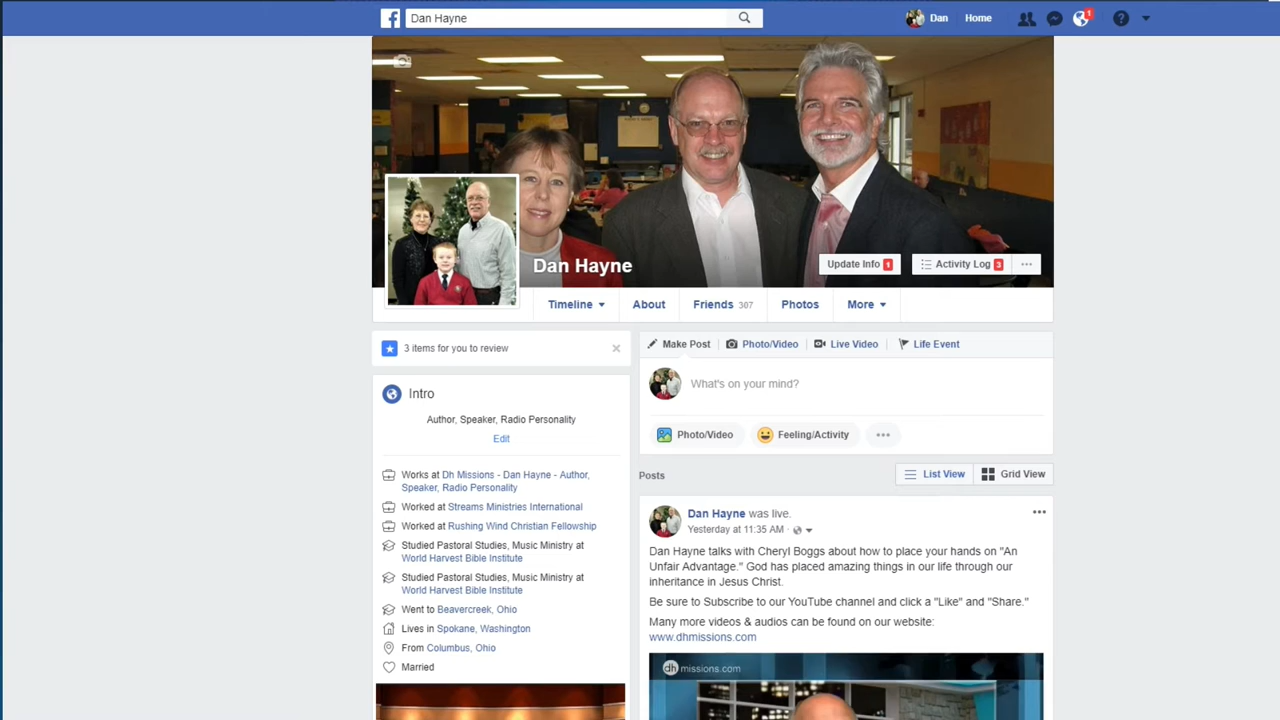 Dan Hayne
Dan
Home
1
Dan Hayne
Update Info 1
Activity Log 3
Timeline
About
Friends 307
Photos
More
3 items for you to review
Intro
Author, Speaker, Radio Personality
Edit
Works at Dh Missions - Dan Hayne - Author,
Speaker, Radio Personality
Worked at Streams Ministries International
Worked at Rushing Wind Christian Fellowship
Studied Pastoral Studies, Music Ministry at
World Harvest Bible Institute
Studied Pastoral Studies, Music Ministry at
World Harvest Bible Institute
Went to Beavercreek, Ohio
Lives in Spokane, Washington
From Columbus, Ohio
Married
Make Post
Photo/Video
Live Video
Life Event
What's on your mind?
Photo/Video
Feeling/Activity
Posts
List View
Grid View
Dan Hayne was live.
Yesterday at 11:35 AM ·
Dan Hayne talks with Cheryl Boggs about how to place your hands on "An
Unfair Advantage." God has placed amazing things in our life through our
inheritance in Jesus Christ.
Be sure to Subscribe to our YouTube channel and click a "Like" and "Share."
Many more videos & audios can be found on our website:
www.dhmissions.com
dh missions.com